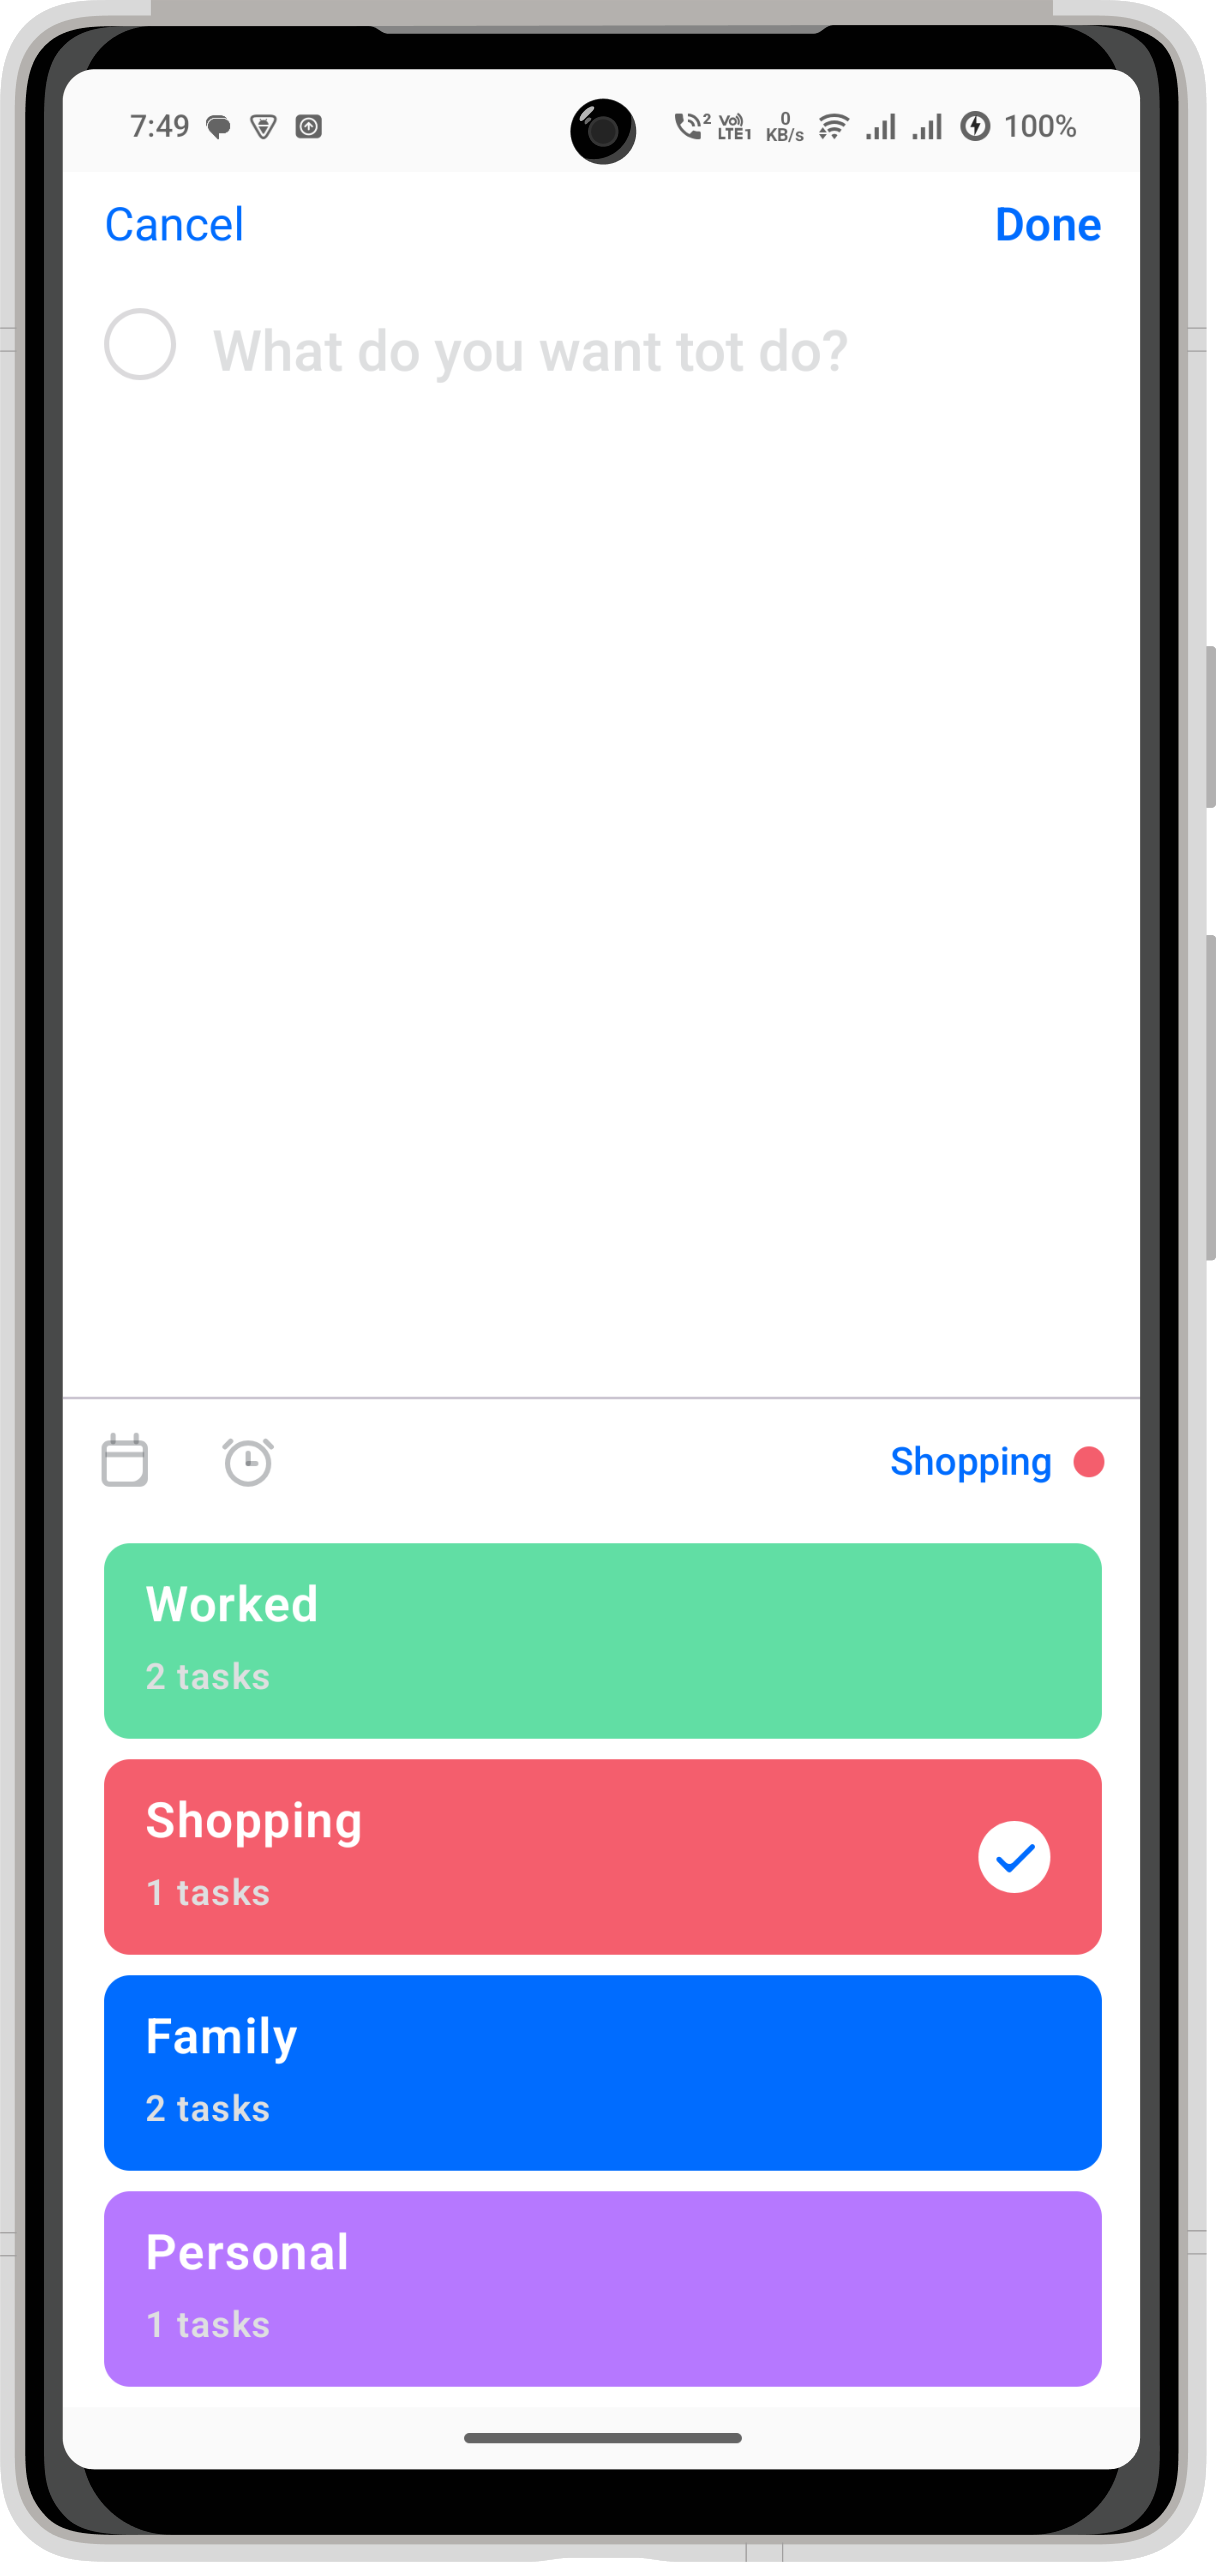 7:49 2 Vo) LTE1 0 KB/s 100%
Cancel Done
What do you want tot do?
Shopping
Worked
2 tasks
Shopping
1 tasks
Family
2 tasks
Personal
1 tasks